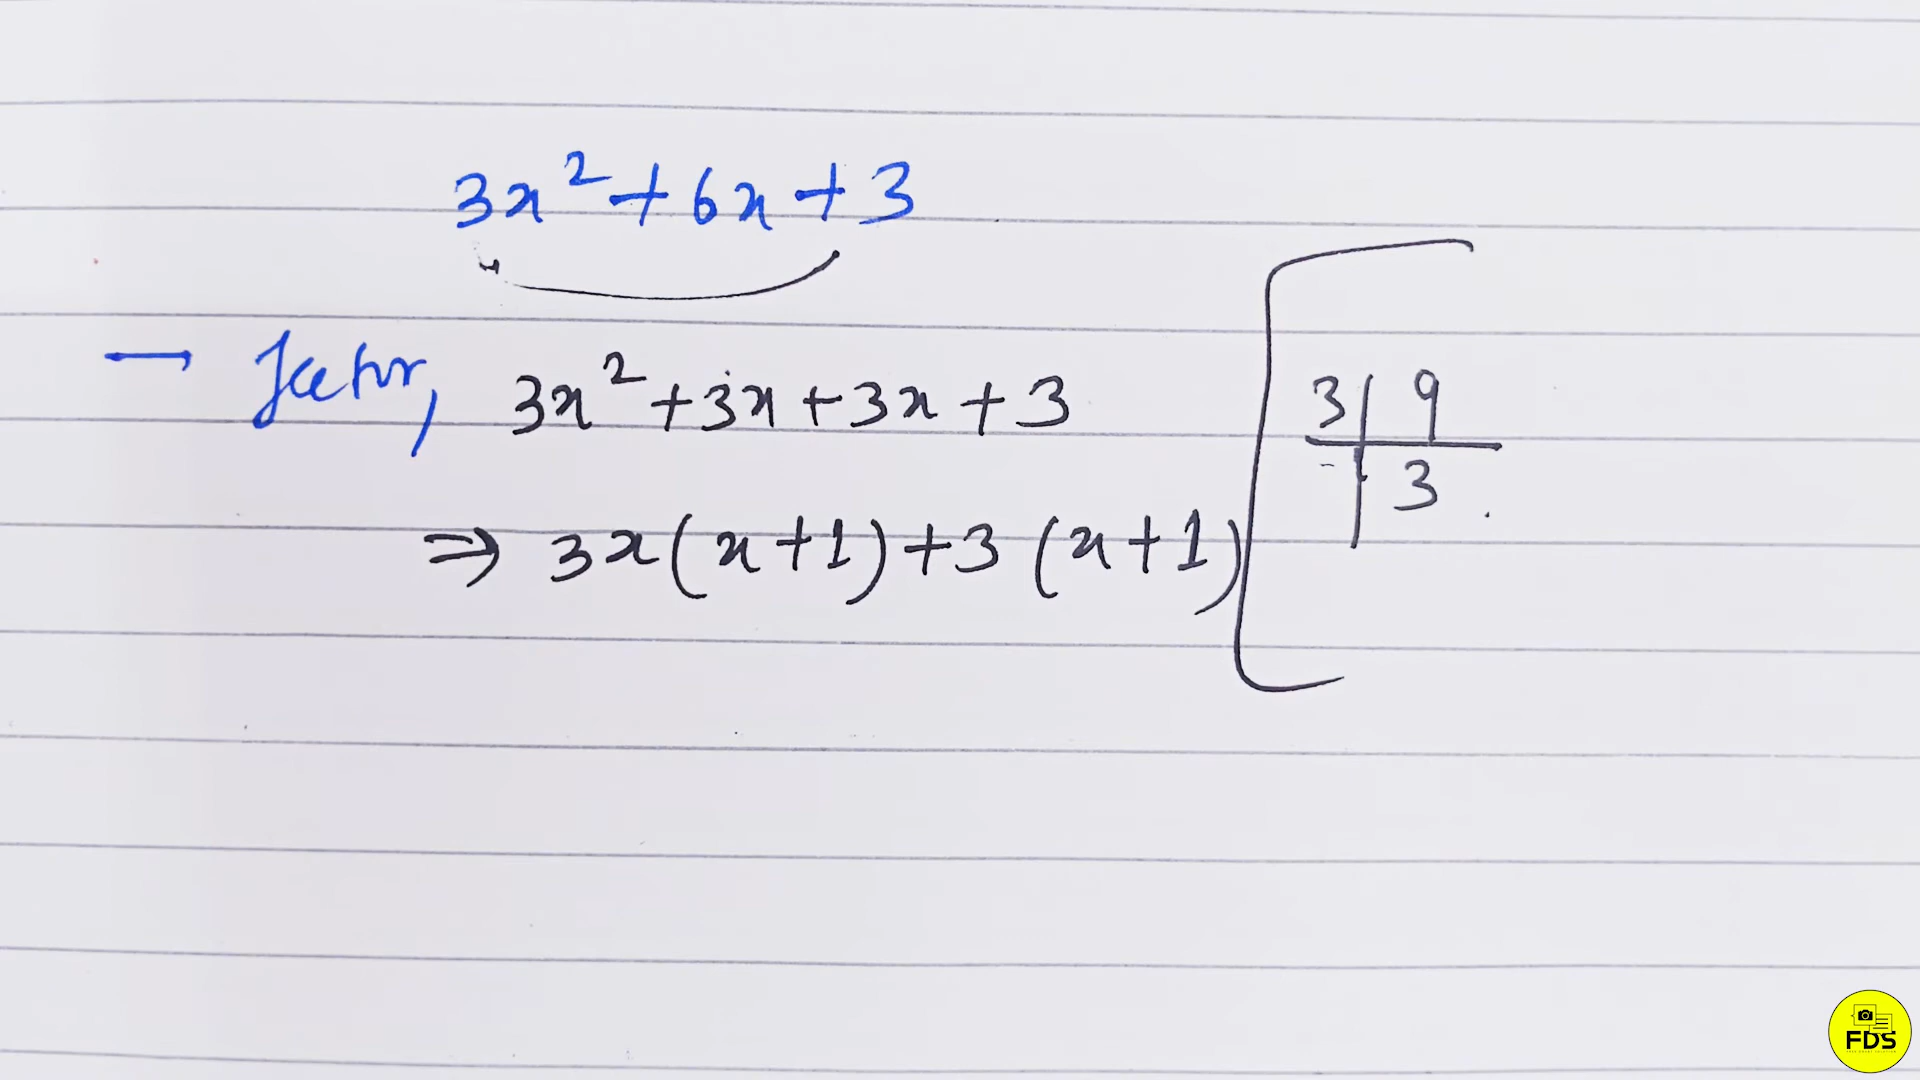 3x² + 6x + 3
→ factor, 3x² + 3x + 3x + 3
⇒ 3x(x+1) + 3(x+1)
3 | 9
3
FDS